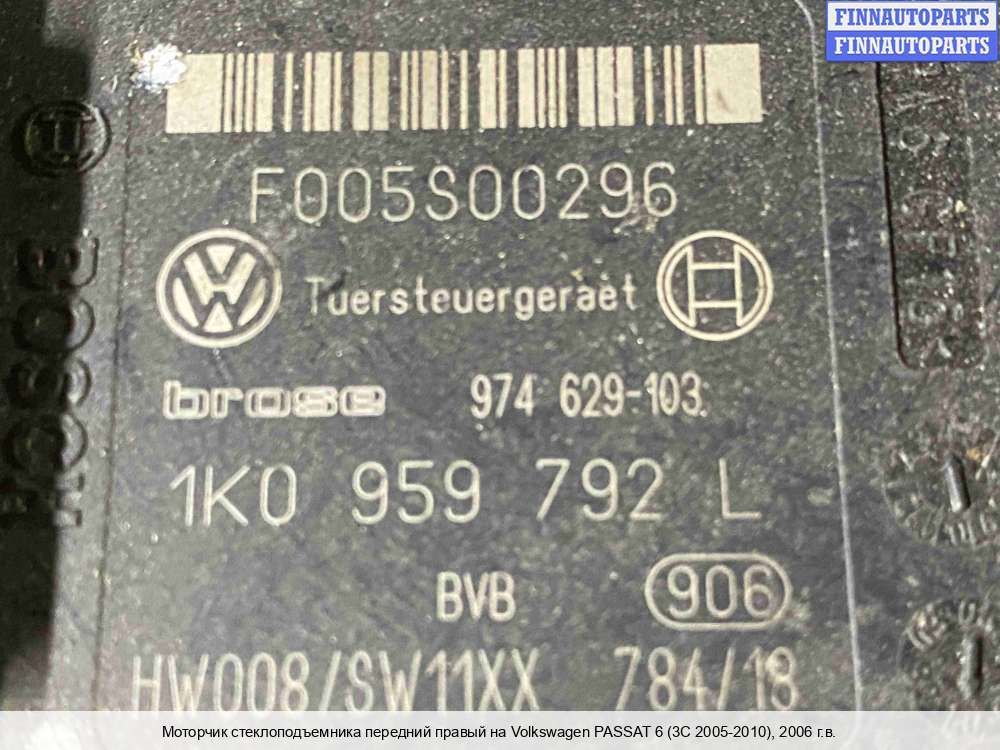 FINNAUTOPARTS
FINNAUTOPARTS
F005S00296
Tuersteuergeraet
brose 974 629-103
1K0 959 792 L
BVB 906
HW008/SW11XX 784/18
BOSCH
Моторчик стеклоподъемника передний правый на Volkswagen PASSAT 6 (3C 2005-2010), 2006 г.в.